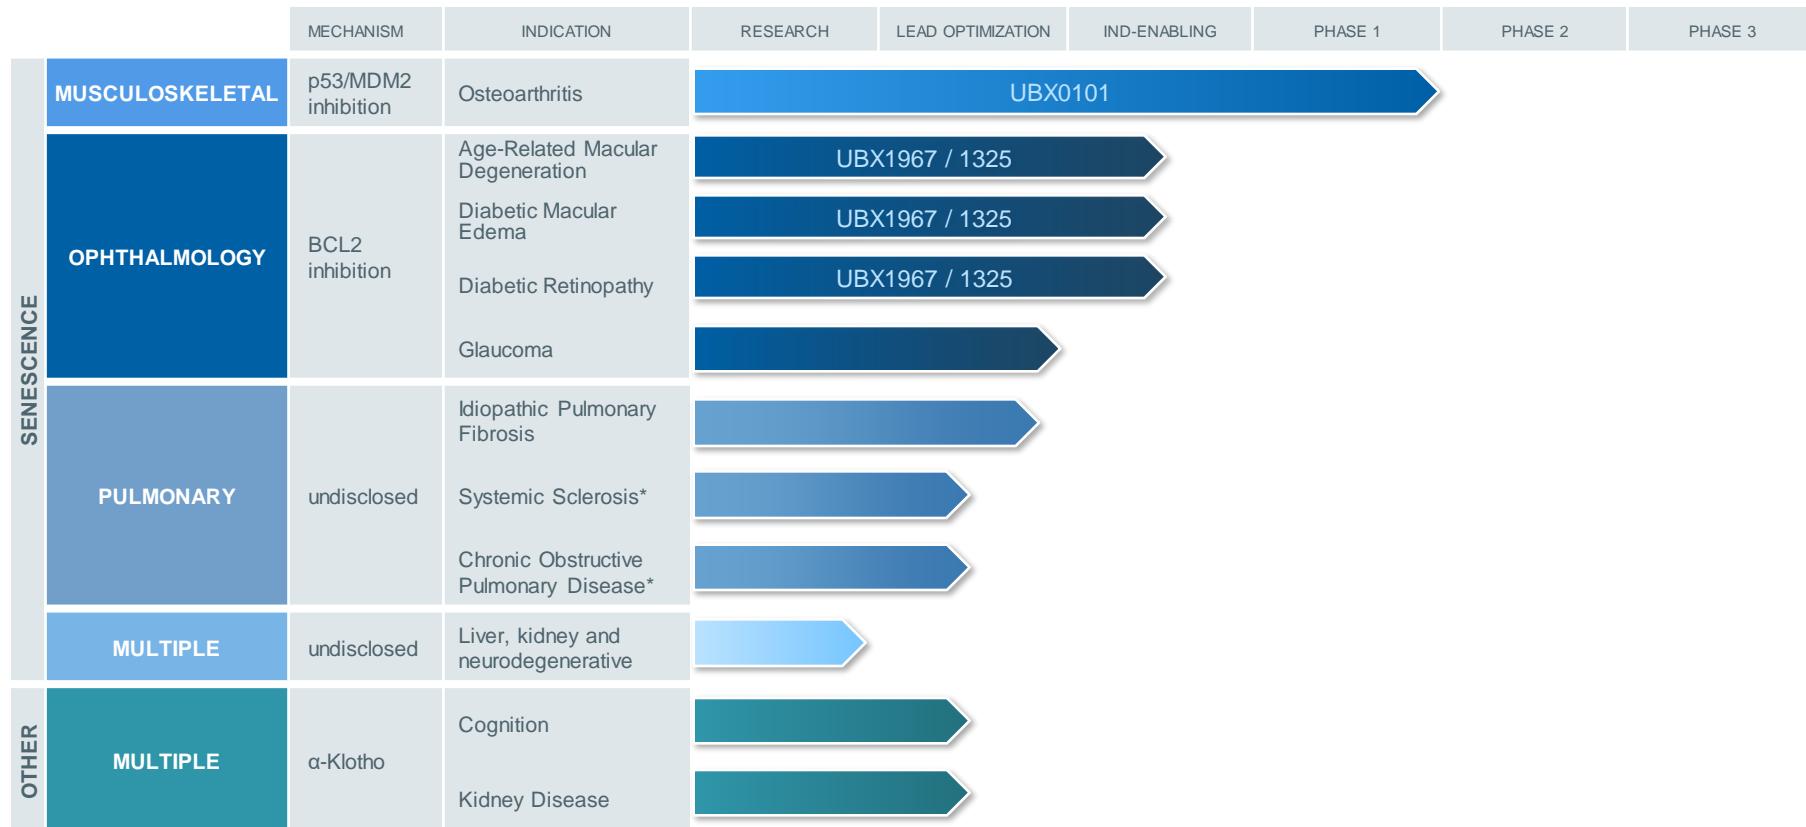 MECHANISM
INDICATION
RESEARCH
LEAD OPTIMIZATION
IND-ENABLING
PHASE 1
PHASE 2
PHASE 3
SENESCENCE
MUSCULOSKELETAL
p53/MDM2
inhibition
Osteoarthritis
UBX0101
OPHTHALMOLOGY
BCL2
inhibition
Age-Related Macular
Degeneration
UBX1967 / 1325
Diabetic Macular
Edema
UBX1967 / 1325
Diabetic Retinopathy
UBX1967 / 1325
Glaucoma
PULMONARY
undisclosed
Idiopathic Pulmonary
Fibrosis
Systemic Sclerosis*
Chronic Obstructive
Pulmonary Disease*
MULTIPLE
undisclosed
Liver, kidney and
neurodegenerative
OTHER
MULTIPLE
α-Klotho
Cognition
Kidney Disease